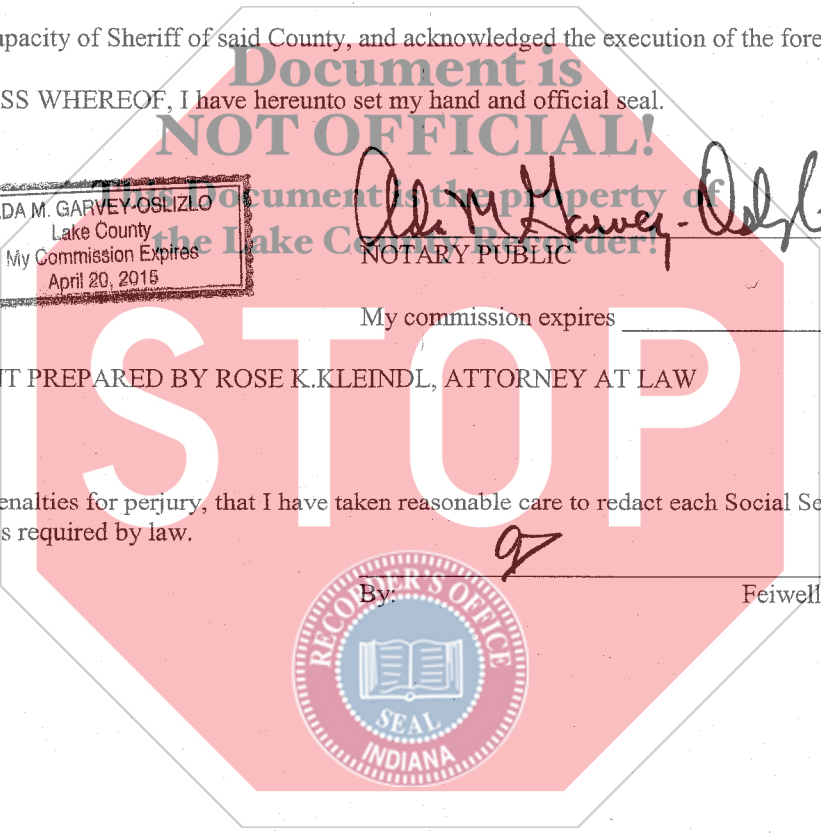 apacity of Sheriff of said County, and acknowledged the execution of the fore
Document is
SS WHEREOF, I have hereunto set my hand and official seal.
NOT OFFICIAL!
This Document is the property of
the Lake County Recorder!
DA M. GARVEY-OSLIZLO
Lake County
My Commission Expires
April 20, 2015
Ada M Garvey-Oslizlo
NOTARY PUBLIC
My commission expires
STOP
NT PREPARED BY ROSE K.KLEINDL, ATTORNEY AT LAW
enalties for perjury, that I have taken reasonable care to redact each Social Se
s required by law.
By: Feiwell
RECORDER'S OFFICE
SEAL
INDIANA